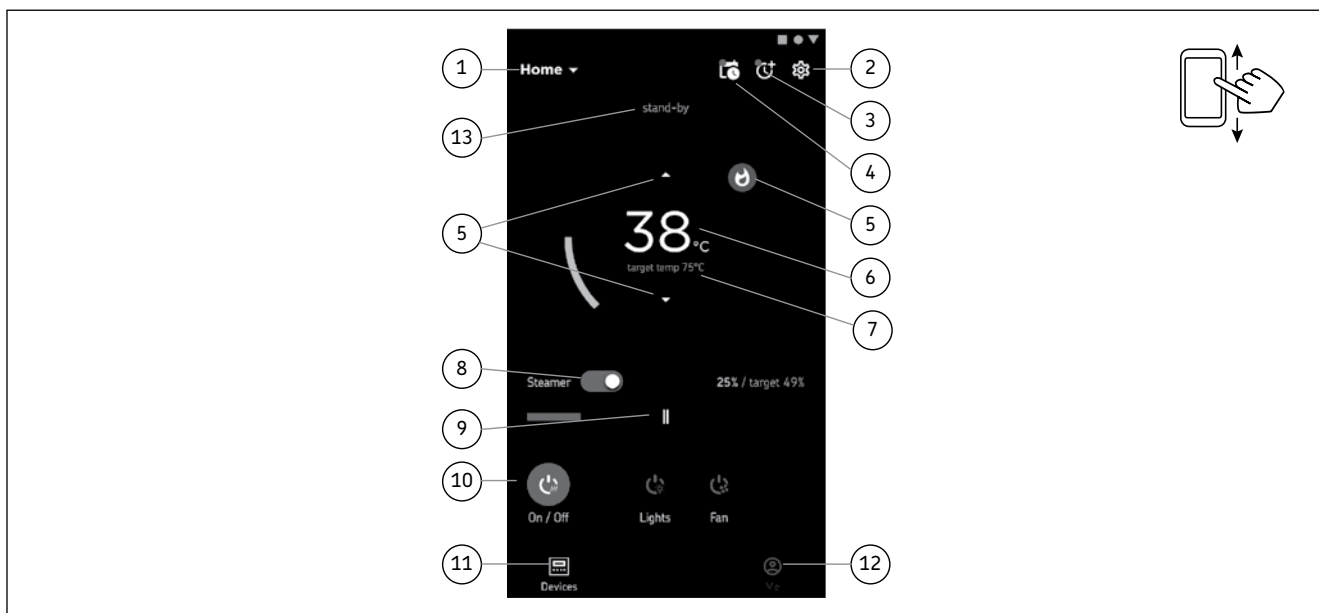 1 Home 2
stand-by
13 3
4
5 5
38 °C
6
target temp 75°C
7
8 Steamer 25% / target 49%
9
10
On / Off Lights Fan
11 12
Devices